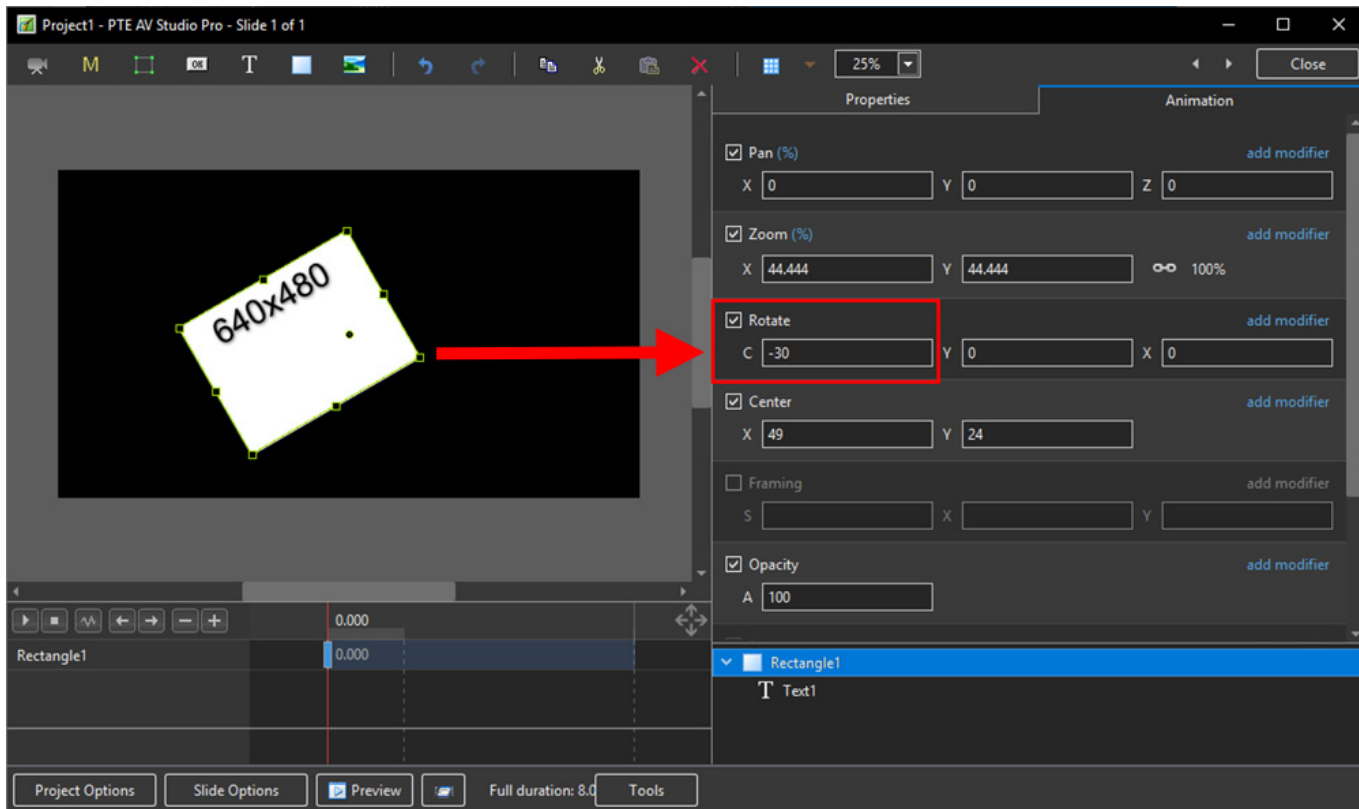 Project1 - PTE AV Studio Pro - Slide 1 of 1
M OK T 25% Close
Properties Animation
Pan (%) add modifier
X 0 Y 0 Z 0
Zoom (%) add modifier
X 44.444 Y 44.444 100%
640x480
Rotate add modifier
C -30 Y 0 X 0
Center add modifier
X 49 Y 24
Framing add modifier
S X Y
Opacity add modifier
A 100
0.000
Rectangle1 0.000
Rectangle1
T Text1
Project Options Slide Options Preview Full duration: 8.0 Tools